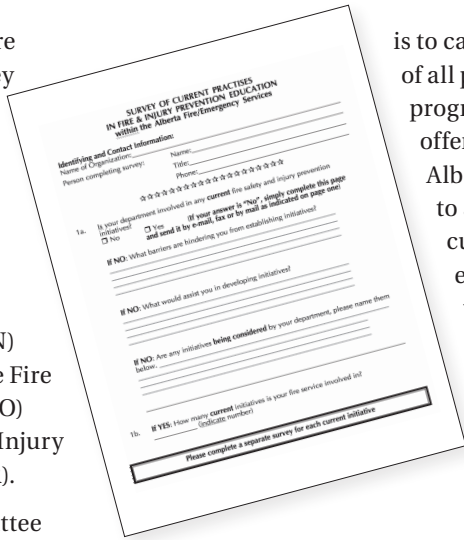 re
ey
N)
e Fire
O)
Injury
).
ttee
SURVEY OF CURRENT PRACTISES
IN FIRE & INJURY PREVENTION EDUCATION
within the Alberta Fire/Emergency Services
Identifying and Contact Information:
Name of Organization:
Person completing survey: Name:
Title:
Phone:
☆☆☆☆☆☆☆☆☆☆☆☆☆☆☆☆☆☆☆☆
1a. Is your department involved in any current fire safety and injury prevention
initiatives?
☐ No ☐ Yes (If your answer is "No", simply complete this page
and send it by e-mail, fax or by mail as indicated on page one)
If NO: What barriers are hindering you from establishing initiatives?
If NO: What would assist you in developing initiatives?
If NO: Are any initiatives being considered by your department, please name them
below.
1b. If YES: How many current initiatives is your fire service involved in?
(indicate number)
Please complete a separate survey for each current initiative
is to ca
of all p
progr
offer
Alb
to
cu
e